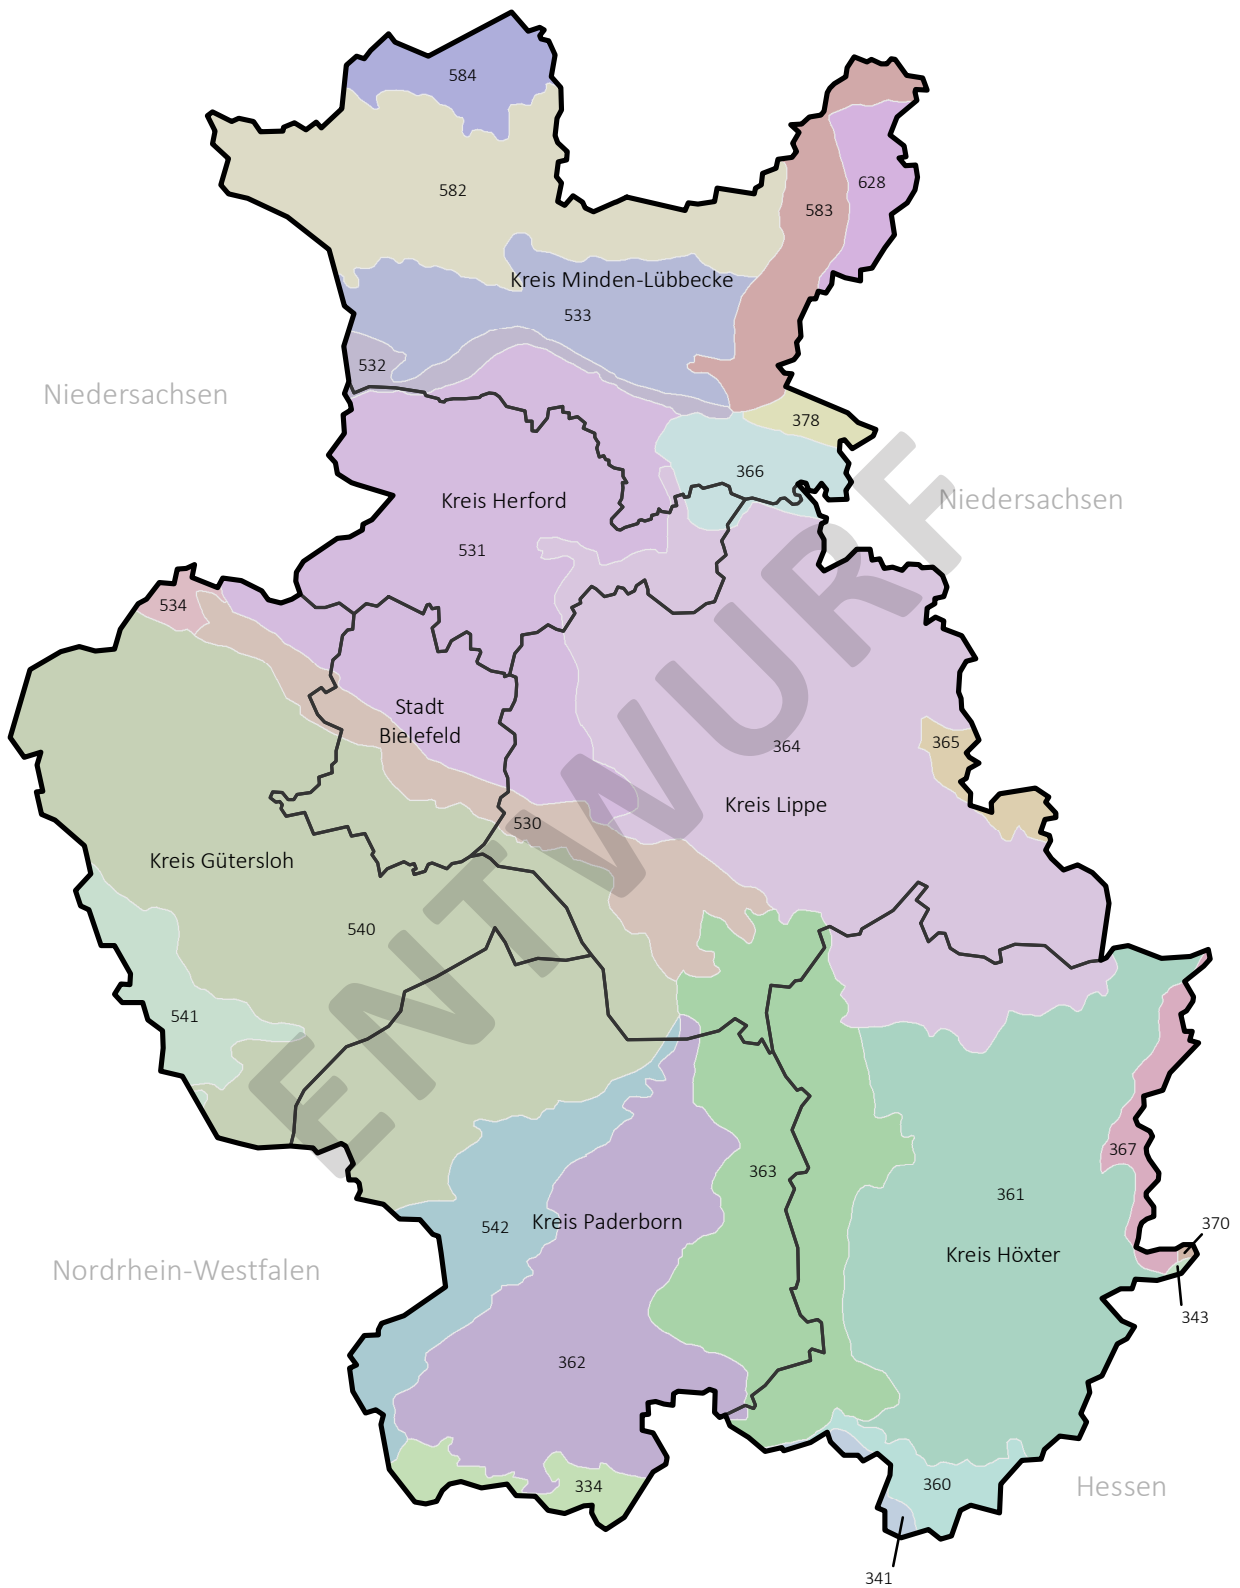 584
582
628
583
Kreis Minden-Lübbecke
533
532
Niedersachsen
378
366
Kreis Herford
Niedersachsen
531
534
Stadt
Bielefeld
365
364
Kreis Lippe
530
Kreis Gütersloh
540
541
ENTWURF
367
363
361
370
542
Kreis Paderborn
Kreis Höxter
Nordrhein-Westfalen
343
362
334
360
Hessen
341